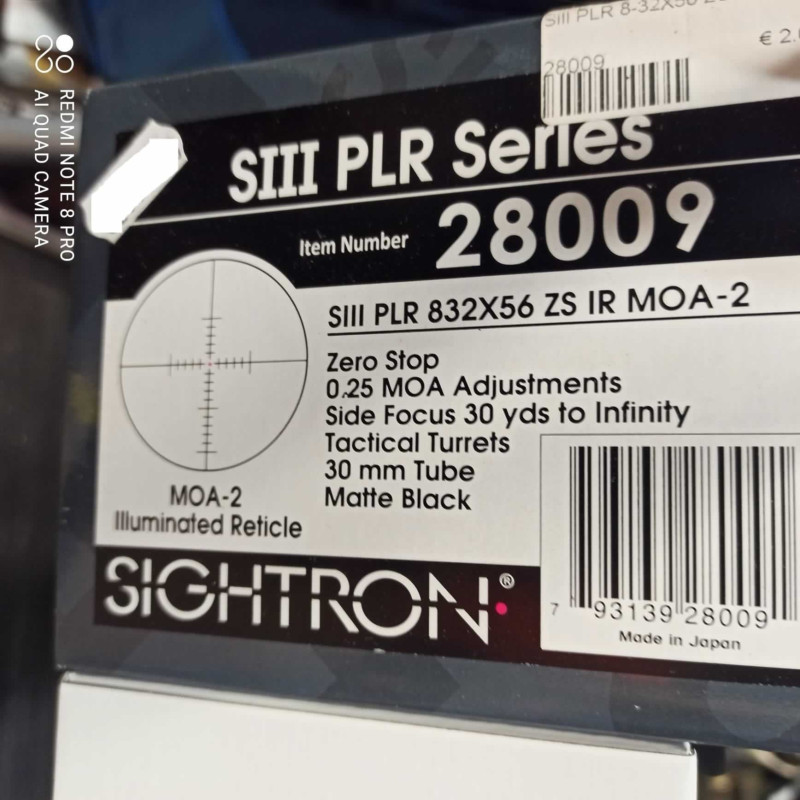 REDMI NOTE 8 PRO
AI QUAD CAMERA
SIII PLR 8-32X56
€ 2.
28009
SIII PLR Series
Item Number 28009
SIII PLR 832X56 ZS IR MOA-2
Zero Stop
0.25 MOA Adjustments
Side Focus 30 yds to Infinity
Tactical Turrets
30 mm Tube
Matte Black
MOA-2
Illuminated Reticle
SIGHTRON®
7 93139 28009
Made in Japan